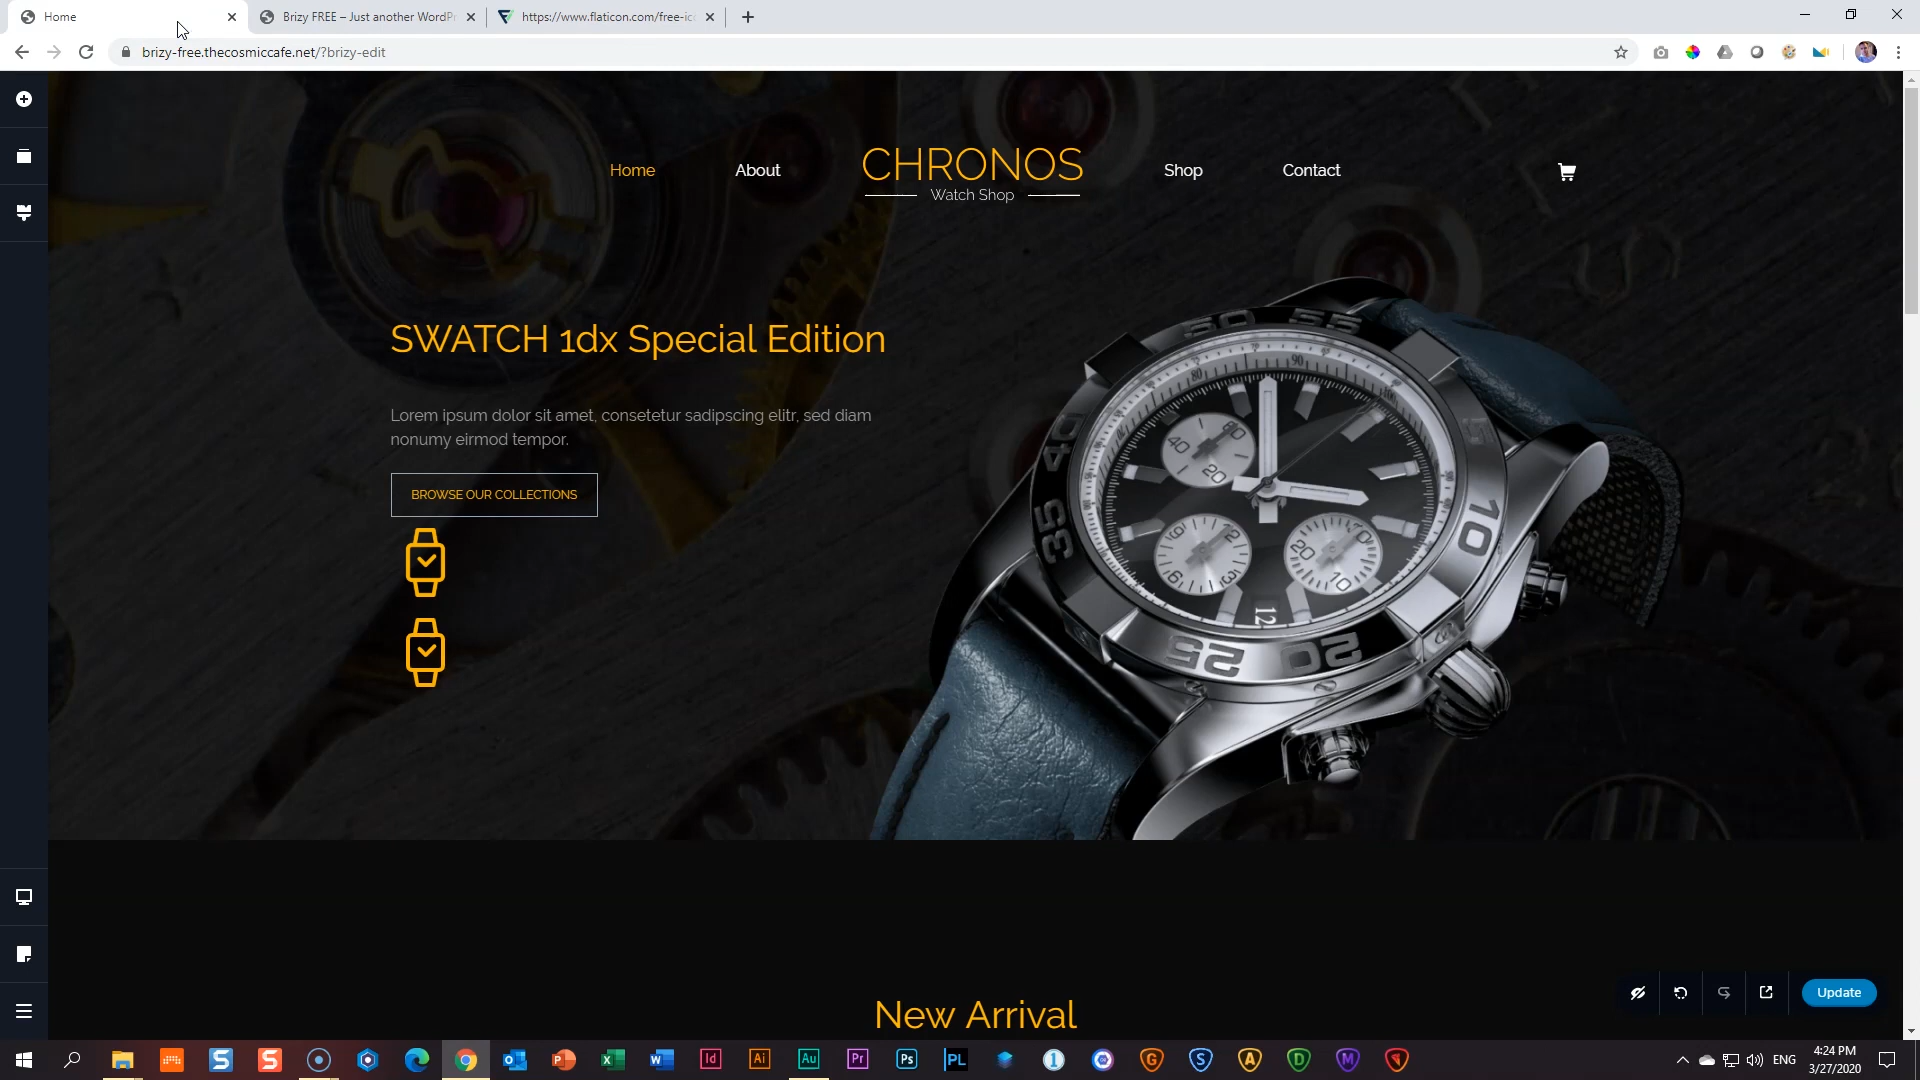 Home
Brizy FREE – Just another WordPr
https://www.flaticon.com/free-ic
brizy-free.thecosmiccafe.net/?brizy-edit
Home
About
CHRONOS
Watch Shop
Shop
Contact
SWATCH 1dx Special Edition
Lorem ipsum dolor sit amet, consetetur sadipscing elitr, sed diam
nonumy eirmod tempor.
BROWSE OUR COLLECTIONS
New Arrival
Update
ENG
4:24 PM
3/27/2020